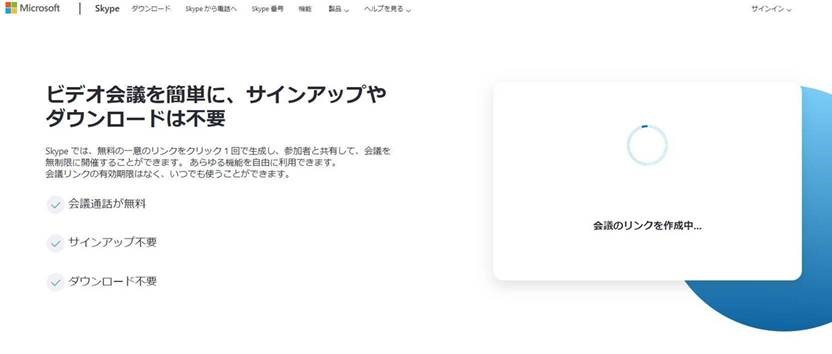 Microsoft Skype ダウンロード Skype から電話へ Skype 番号 機能 製品 ヘルプを見る サインイン
ビデオ会議を簡単に、サインアップや
ダウンロードは不要
Skype では、無料の一意のリンクをクリック 1 回で生成し、参加者と共有して、会議を
無制限に開催することができます。 あらゆる機能を自由に利用できます。
会議リンクの有効期限はなく、いつでも使うことができます。
会議通話が無料
サインアップ不要
ダウンロード不要
会議のリンクを作成中...